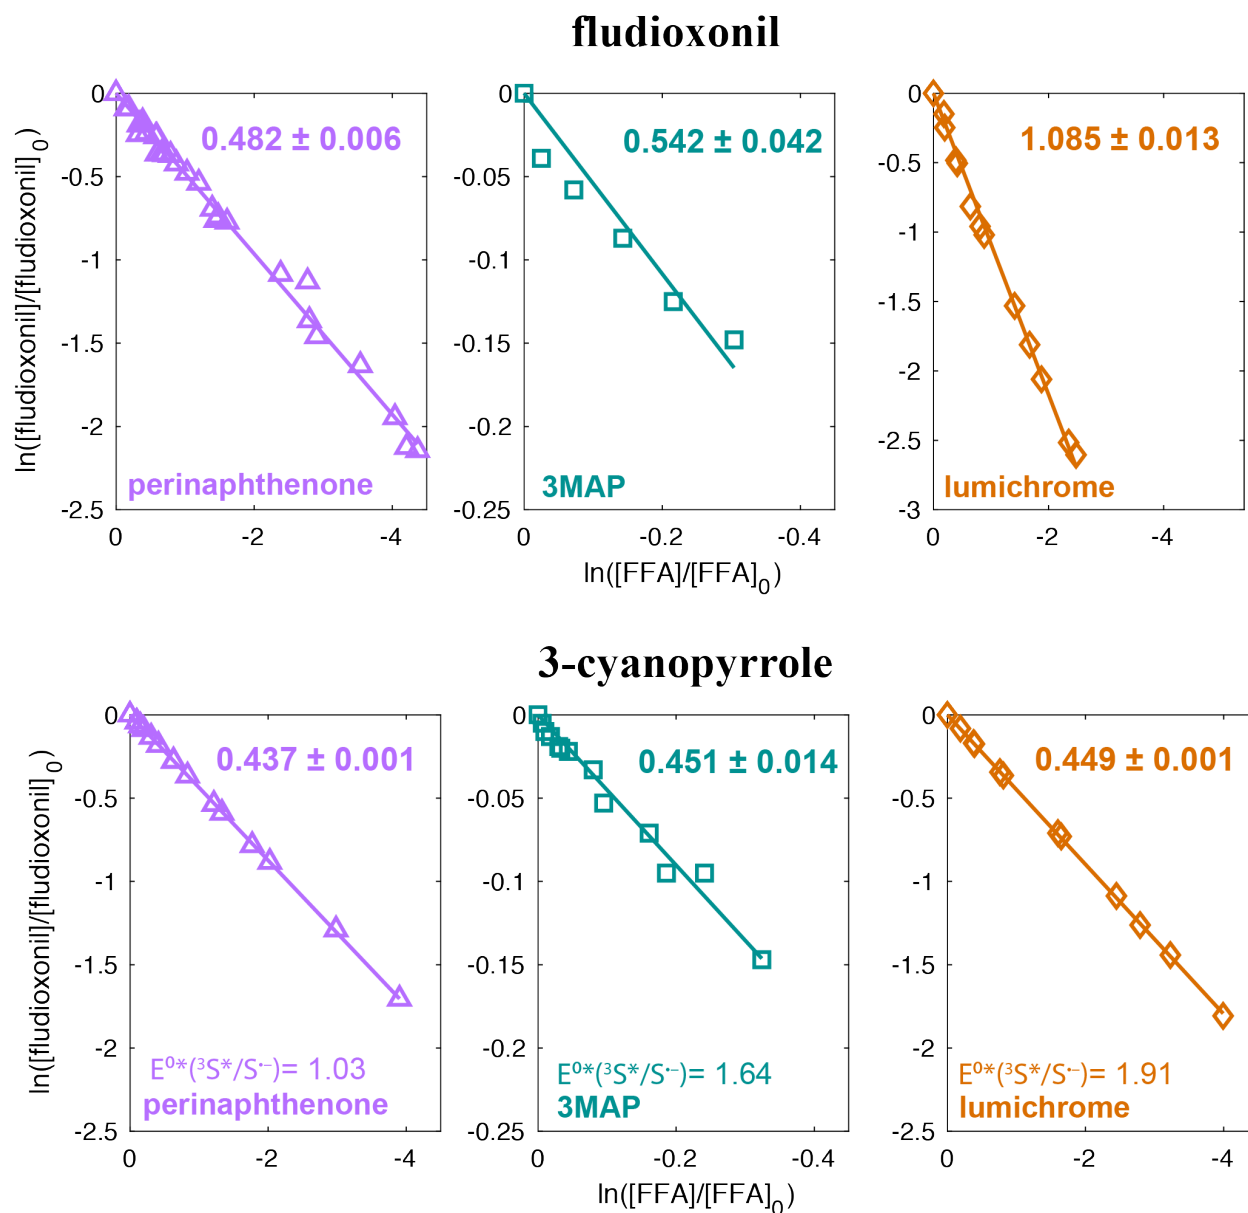 fludioxonil
ln([fludioxonil]/[fludioxonil]₀)
0
-0.5
-1
-1.5
-2
-2.5
0.482 ± 0.006
perinaphthenone
0
-2
-4
0
-0.05
-0.1
-0.15
-0.2
-0.25
0.542 ± 0.042
3MAP
0
-0.2
-0.4
ln([FFA]/[FFA]₀)
0
-0.5
-1
-1.5
-2
-2.5
-3
1.085 ± 0.013
lumichrome
0
-2
-4
3-cyanopyrrole
ln([fludioxonil]/[fludioxonil]₀)
0
-0.5
-1
-1.5
-2
-2.5
0.437 ± 0.001
E⁰*(³S*/S·⁻)= 1.03
perinaphthenone
0
-2
-4
0
-0.05
-0.1
-0.15
-0.2
-0.25
0.451 ± 0.014
E⁰*(³S*/S·⁻)= 1.64
3MAP
0
-0.2
-0.4
ln([FFA]/[FFA]₀)
0
-0.5
-1
-1.5
-2
-2.5
0.449 ± 0.001
E⁰*(³S*/S·⁻)= 1.91
lumichrome
0
-2
-4